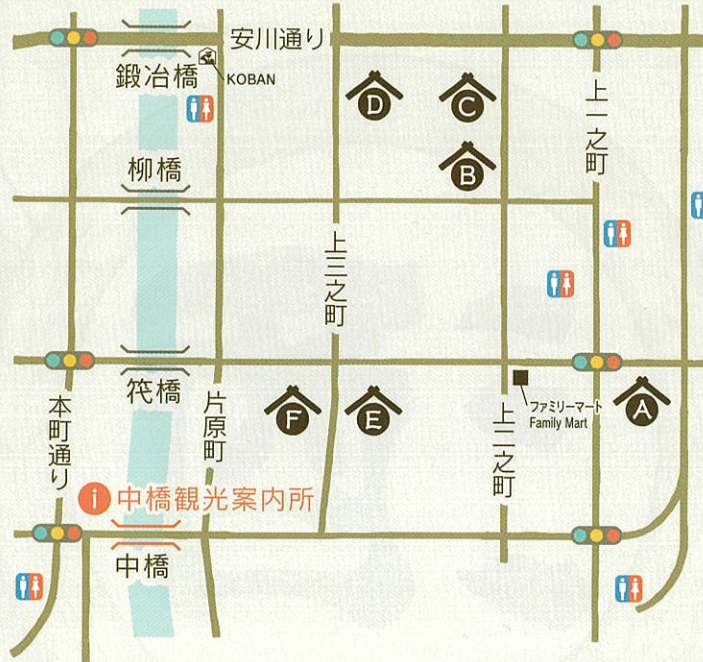 安川通り
鍛冶橋
KOBAN
D
C
上一之町
柳橋
B
上三之町
筏橋
本町通り
片原町
F
E
ファミリーマート
Family Mart
A
上二之町
i 中橋観光案内所
中橋